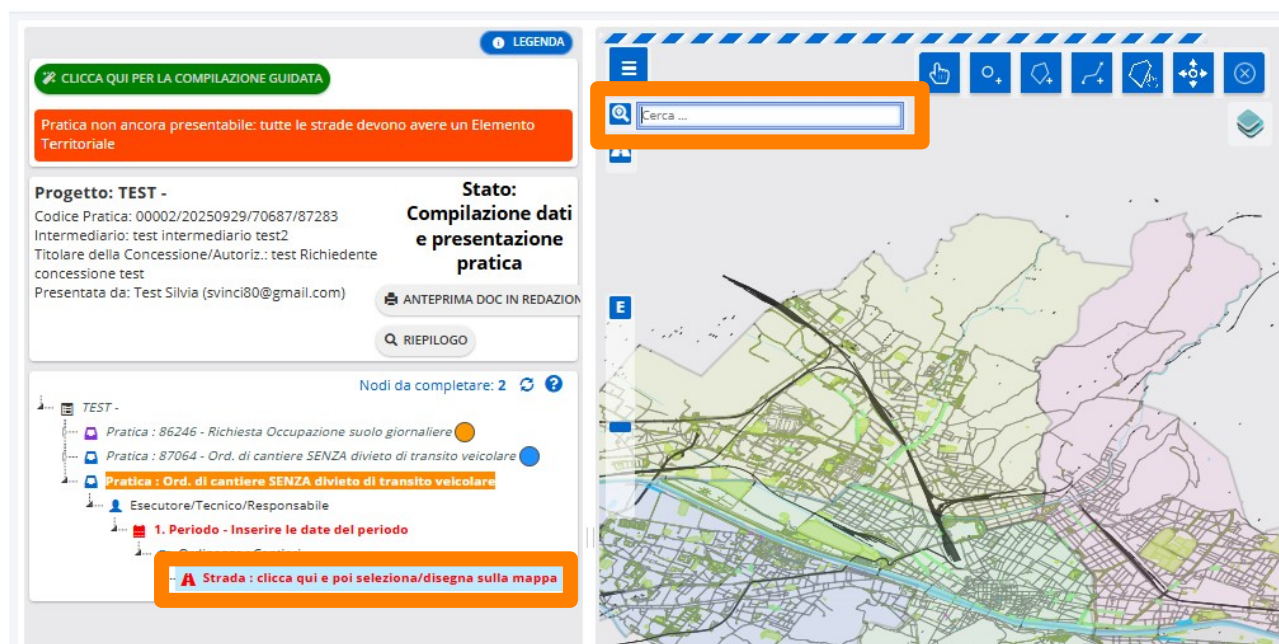 LEGENDA
CLICCA QUI PER LA COMPILAZIONE GUIDATA
Pratica non ancora presentabile: tutte le strade devono avere un Elemento
Territoriale
Progetto: TEST -
Codice Pratica: 00002/20250929/70687/87283
Intermediario: test intermediario test2
Titolare della Concessione/Autoriz.: test Richiedente
concessione test
Presentata da: Test Silvia (svinci80@gmail.com)
Stato:
Compilazione dati
e presentazione
pratica
ANTEPRIMA DOC IN REDAZION
RIEPILOGO
Nodi da completare: 2
TEST -
Pratica : 86246 - Richiesta Occupazione suolo giornaliere
Pratica : 87064 - Ord. di cantiere SENZA divieto di transito veicolare
Pratica : Ord. di cantiere SENZA divieto di transito veicolare
Esecutore/Tecnico/Responsabile
1. Periodo - Inserire le date del periodo
Strada : clicca qui e poi seleziona/disegna sulla mappa
Cerca ...
E